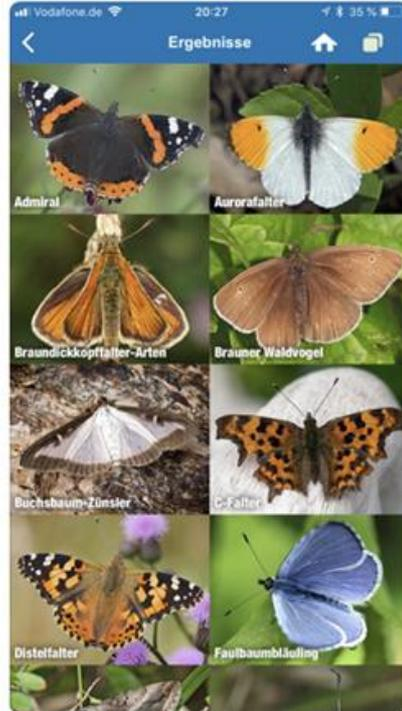 Vodafone.de 20:27 35 %
Ergebnisse
Admiral
Aurorafalter
Braundickkopffalter-Arten
Brauner Waldvogel
Buchsbaum-Zünsler
C-Falter
Distelfalter
Faulbaumbläuling